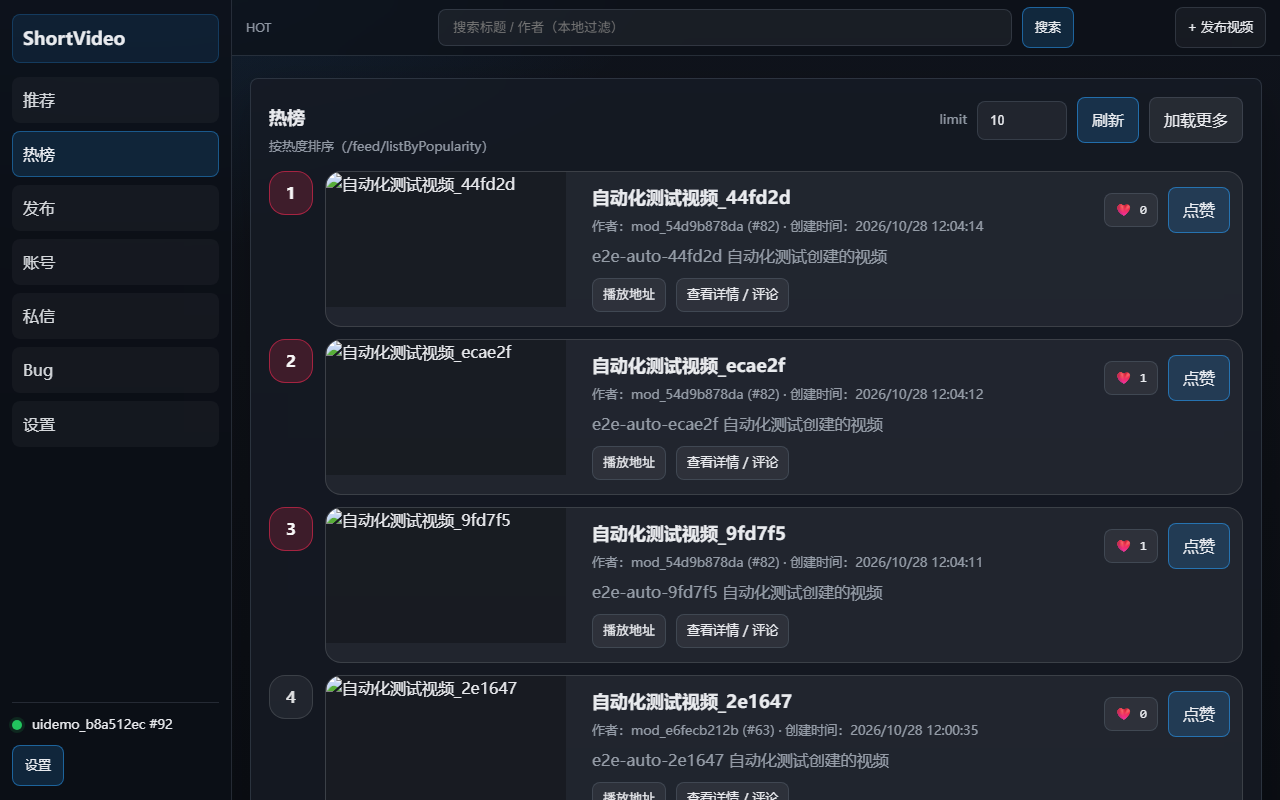 ShortVideo
推荐
热榜
发布
账号
私信
Bug
设置
uidemo_b8a512ec #92
设置
HOT
搜索标题 / 作者（本地过滤）
搜索
+ 发布视频
热榜
按热度排序（/feed/listByPopularity）
limit
10
刷新
加载更多
1
自动化测试视频_44fd2d
自动化测试视频_44fd2d
作者：mod_54d9b878da (#82) · 创建时间：2026/10/28 12:04:14
e2e-auto-44fd2d 自动化测试创建的视频
播放地址
查看详情 / 评论
0
点赞
2
自动化测试视频_ecae2f
自动化测试视频_ecae2f
作者：mod_54d9b878da (#82) · 创建时间：2026/10/28 12:04:12
e2e-auto-ecae2f 自动化测试创建的视频
播放地址
查看详情 / 评论
1
点赞
3
自动化测试视频_9fd7f5
自动化测试视频_9fd7f5
作者：mod_54d9b878da (#82) · 创建时间：2026/10/28 12:04:11
e2e-auto-9fd7f5 自动化测试创建的视频
播放地址
查看详情 / 评论
1
点赞
4
自动化测试视频_2e1647
自动化测试视频_2e1647
作者：mod_e6fecb212b (#63) · 创建时间：2026/10/28 12:00:35
e2e-auto-2e1647 自动化测试创建的视频
播放地址
查看详情 / 评论
0
点赞